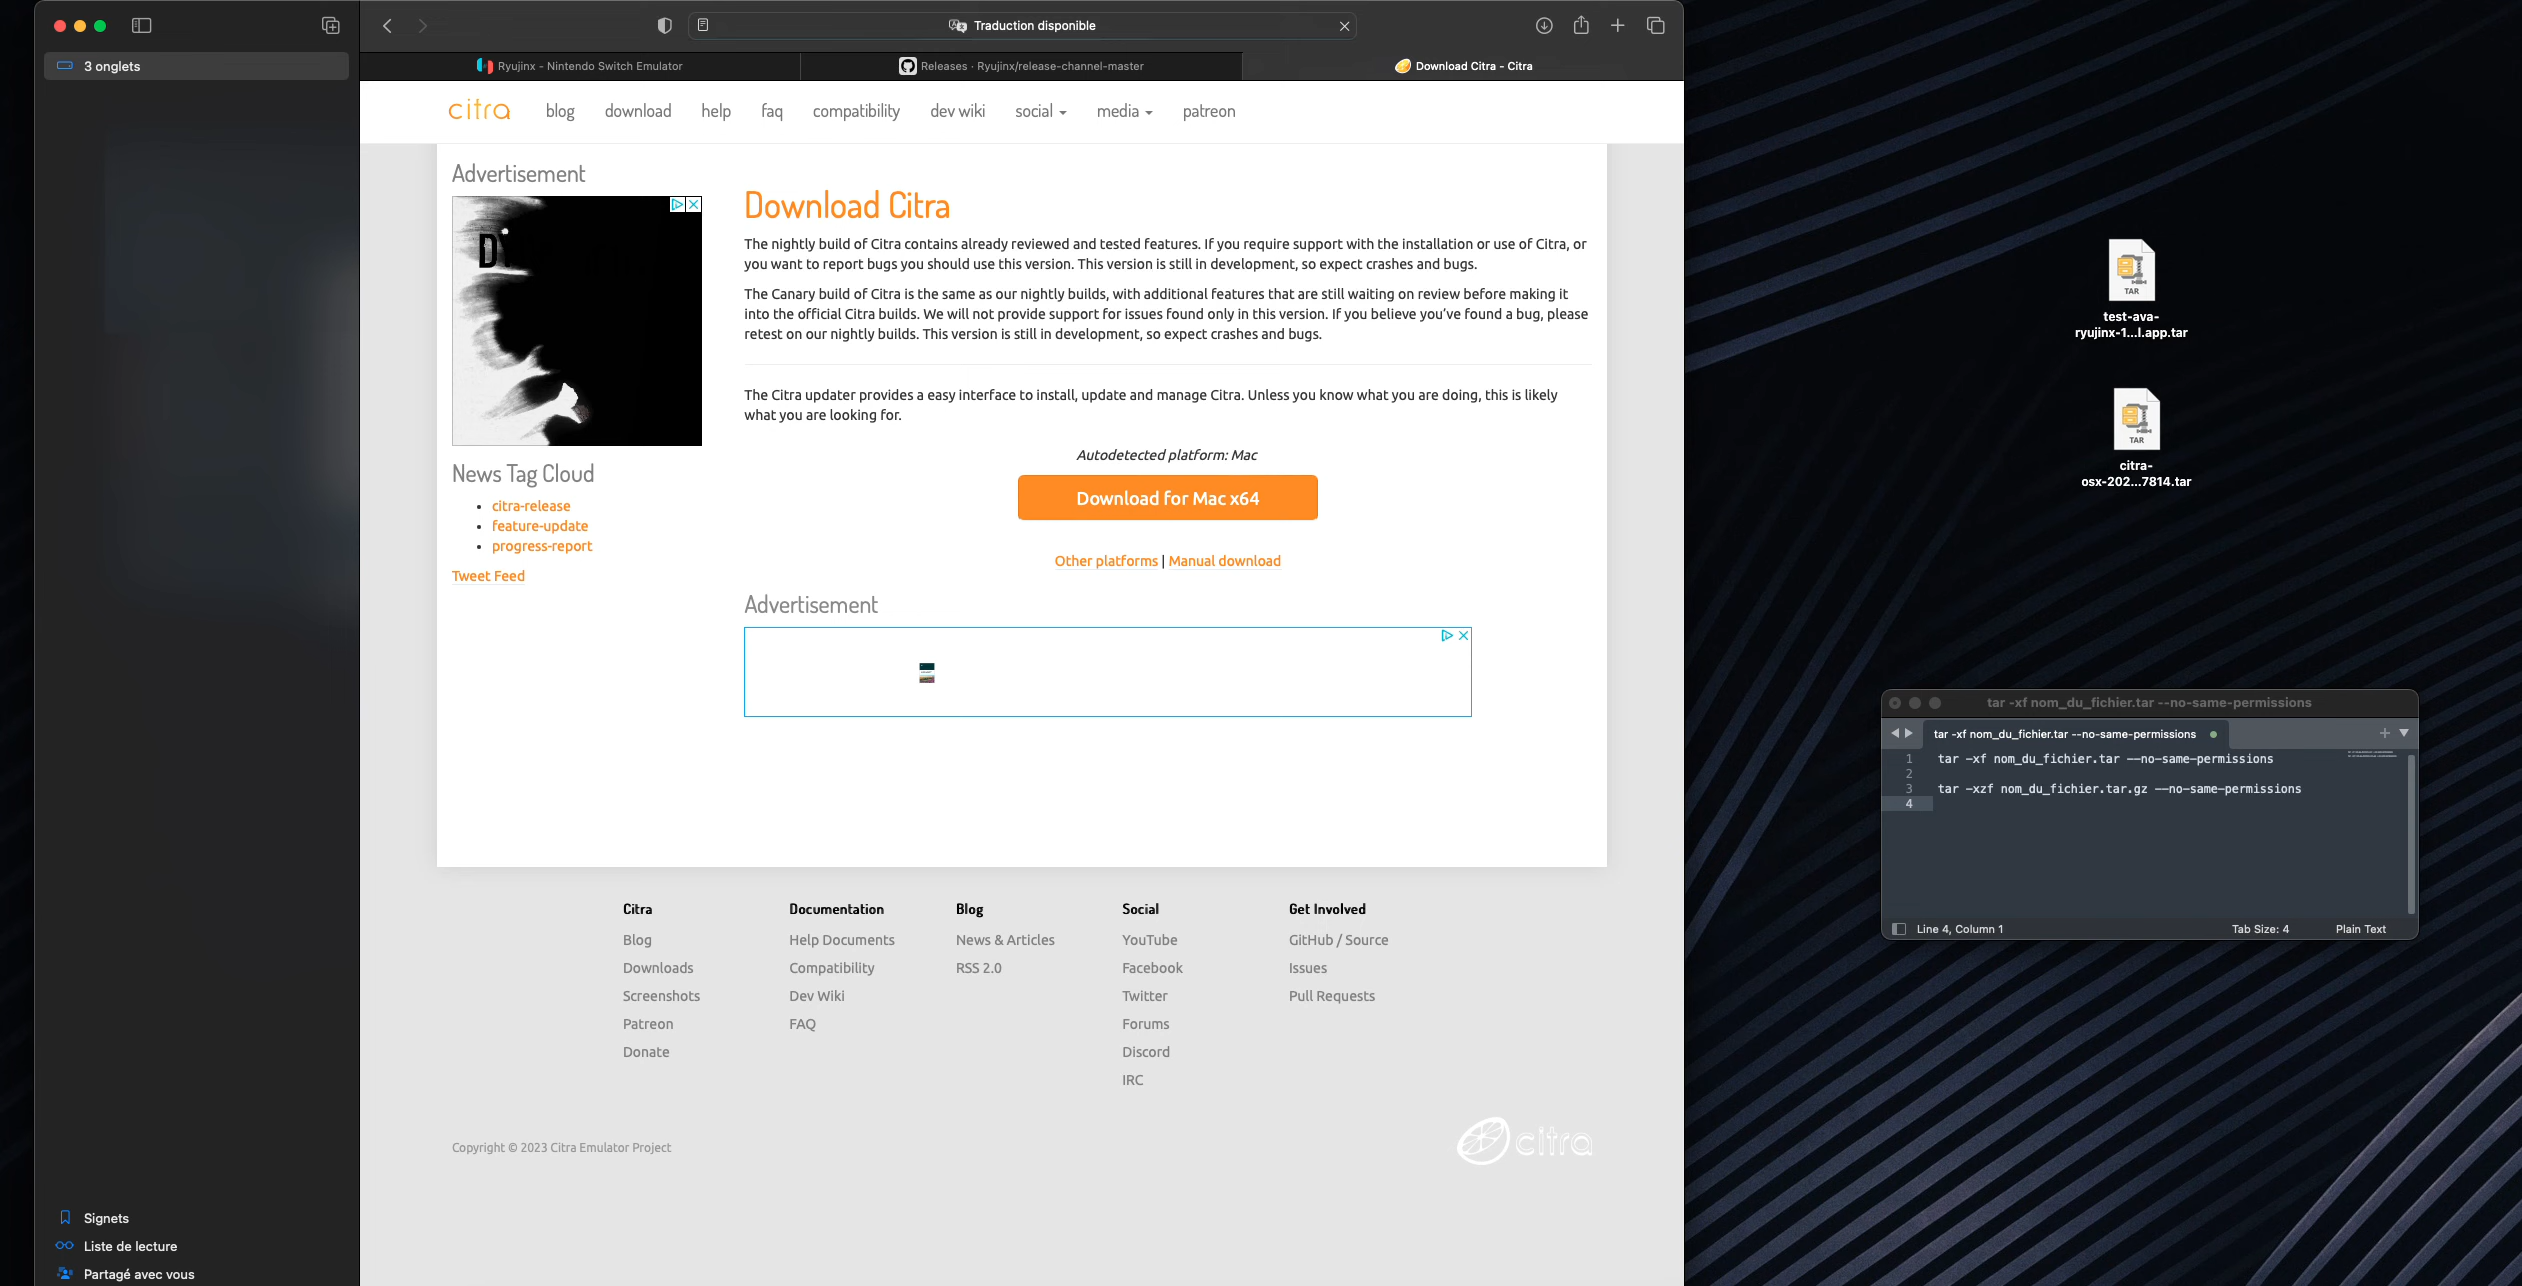 3 onglets
Traduction disponible
Ryujinx - Nintendo Switch Emulator
Releases · Ryujinx/release-channel-master
Download Citra - Citra
citra
blog
download
help
faq
compatibility
dev wiki
social
media
patreon
Advertisement
News Tag Cloud
citra-release
feature-update
progress-report
Tweet Feed
Download Citra
The nightly build of Citra contains already reviewed and tested features. If you require support with the installation or use of Citra, or
you want to report bugs you should use this version. This version is still in development, so expect crashes and bugs.
The Canary build of Citra is the same as our nightly builds, with additional features that are still waiting on review before making it
into the official Citra builds. We will not provide support for issues found only in this version. If you believe you've found a bug, please
retest on our nightly builds. This version is still in development, so expect crashes and bugs.
The Citra updater provides a easy interface to install, update and manage Citra. Unless you know what you are doing, this is likely
what you are looking for.
Autodetected platform: Mac
Download for Mac x64
Other platforms | Manual download
Advertisement
Citra
Blog
Downloads
Screenshots
Patreon
Donate
Documentation
Help Documents
Compatibility
Dev Wiki
FAQ
Blog
News & Articles
RSS 2.0
Social
YouTube
Facebook
Twitter
Forums
Discord
IRC
Get Involved
GitHub / Source
Issues
Pull Requests
Copyright © 2023 Citra Emulator Project
citra
Signets
Liste de lecture
Partagé avec vous
TAR
test-ava-
ryujinx-1...l.app.tar
TAR
citra-
osx-202...7814.tar
tar -xf nom_du_fichier.tar --no-same-permissions
tar -xf nom_du_fichier.tar --no-same-permissions
1 tar -xf nom_du_fichier.tar --no-same-permissions
2
3 tar -xzf nom_du_fichier.tar.gz --no-same-permissions
4
Line 4, Column 1
Tab Size: 4
Plain Text